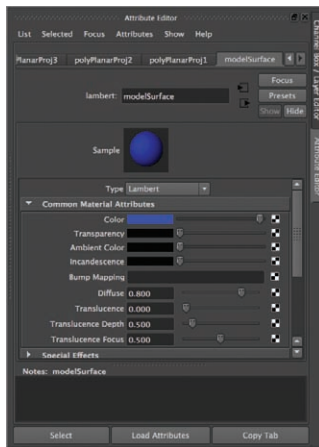 Attribute Editor
List Selected Focus Attributes Show Help
PlanarProj3 polyPlanarProj2 polyPlanarProj1 modelSurface
Focus
lambert: modelSurface
Presets
Show Hide
Sample
Type Lambert
Common Material Attributes
Color
Transparency
Ambient Color
Incandescence
Bump Mapping
Diffuse 0.800
Translucence 0.000
Translucence Depth 0.500
Translucence Focus 0.500
Special Effects
Notes: modelSurface
Select Load Attributes Copy Tab
Channel Box / Layer Editor
Attribute Editor